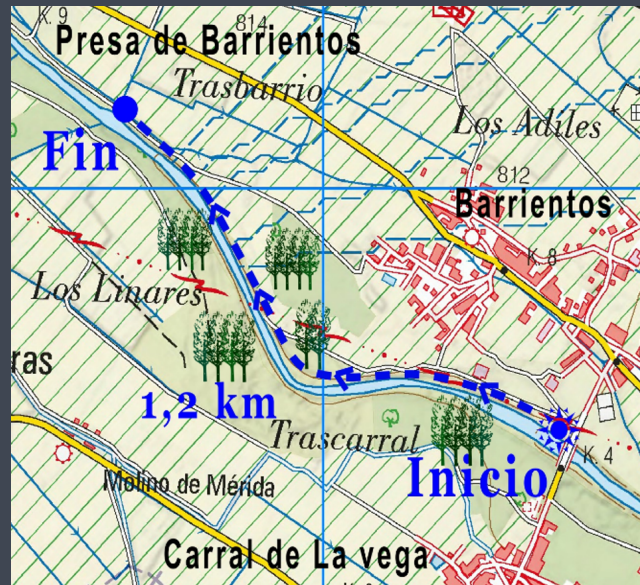 K. 9
814
Presa de Barrientos
Trasbarrio
Los Adiles
Fin
812
Barrientos
K. 8
Los Linares
ras
1,2 km
Trascarral
Inicio
K. 4
Molino de Mérida
Carral de La vega